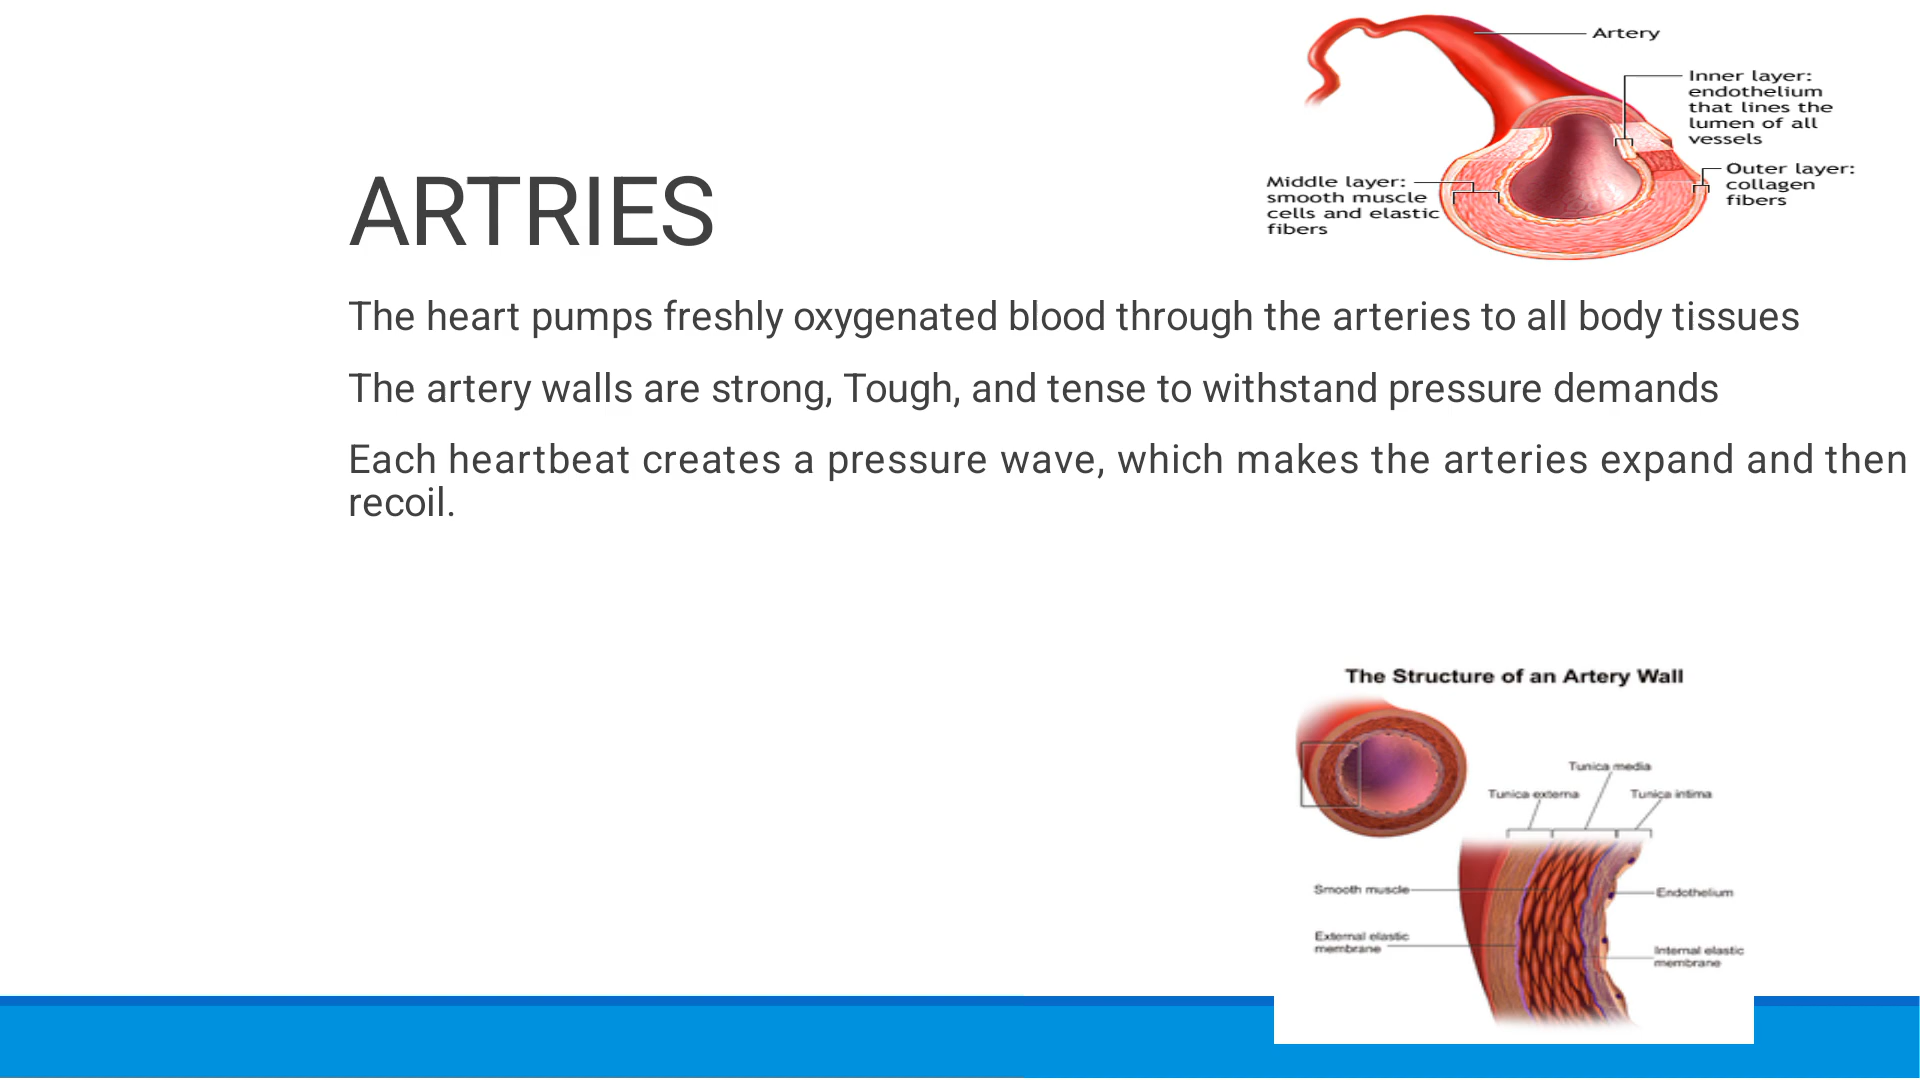 Artery
Inner layer:
endothelium
that lines the
lumen of all
vessels
Outer layer:
collagen
fibers
Middle layer:
smooth muscle
cells and elastic
fibers
ARTRIES
The heart pumps freshly oxygenated blood through the arteries to all body tissues
The artery walls are strong, Tough, and tense to withstand pressure demands
Each heartbeat creates a pressure wave, which makes the arteries expand and then
recoil.
The Structure of an Artery Wall
Tunica media
Tunica externa
Tunica intima
Smooth muscle
Endothelium
External elastic
membrane
Internal elastic
membrane